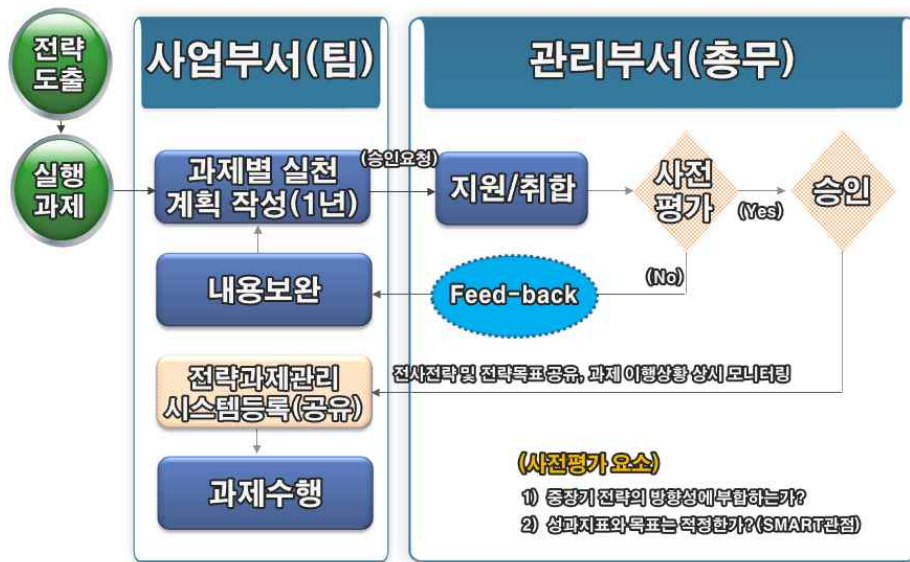 전략
도출
사업부서(팀)
관리부서(총무)
실행
과제
과제별 실천
계획 작성(1년)
(승인요청)
지원/취합
사전
평가
(Yes)
승인
내용보완
Feed-back
(No)
전략과제관리
시스템등록(공유)
전사전략 및 전략목표 공유, 과제 이행상황 상시 모니터링
과제수행
(사전평가 요소)
1) 중장기 전략의 방향성에 부합하는가?
2) 성과지표와 목표는 적정한가?(SMART관점)